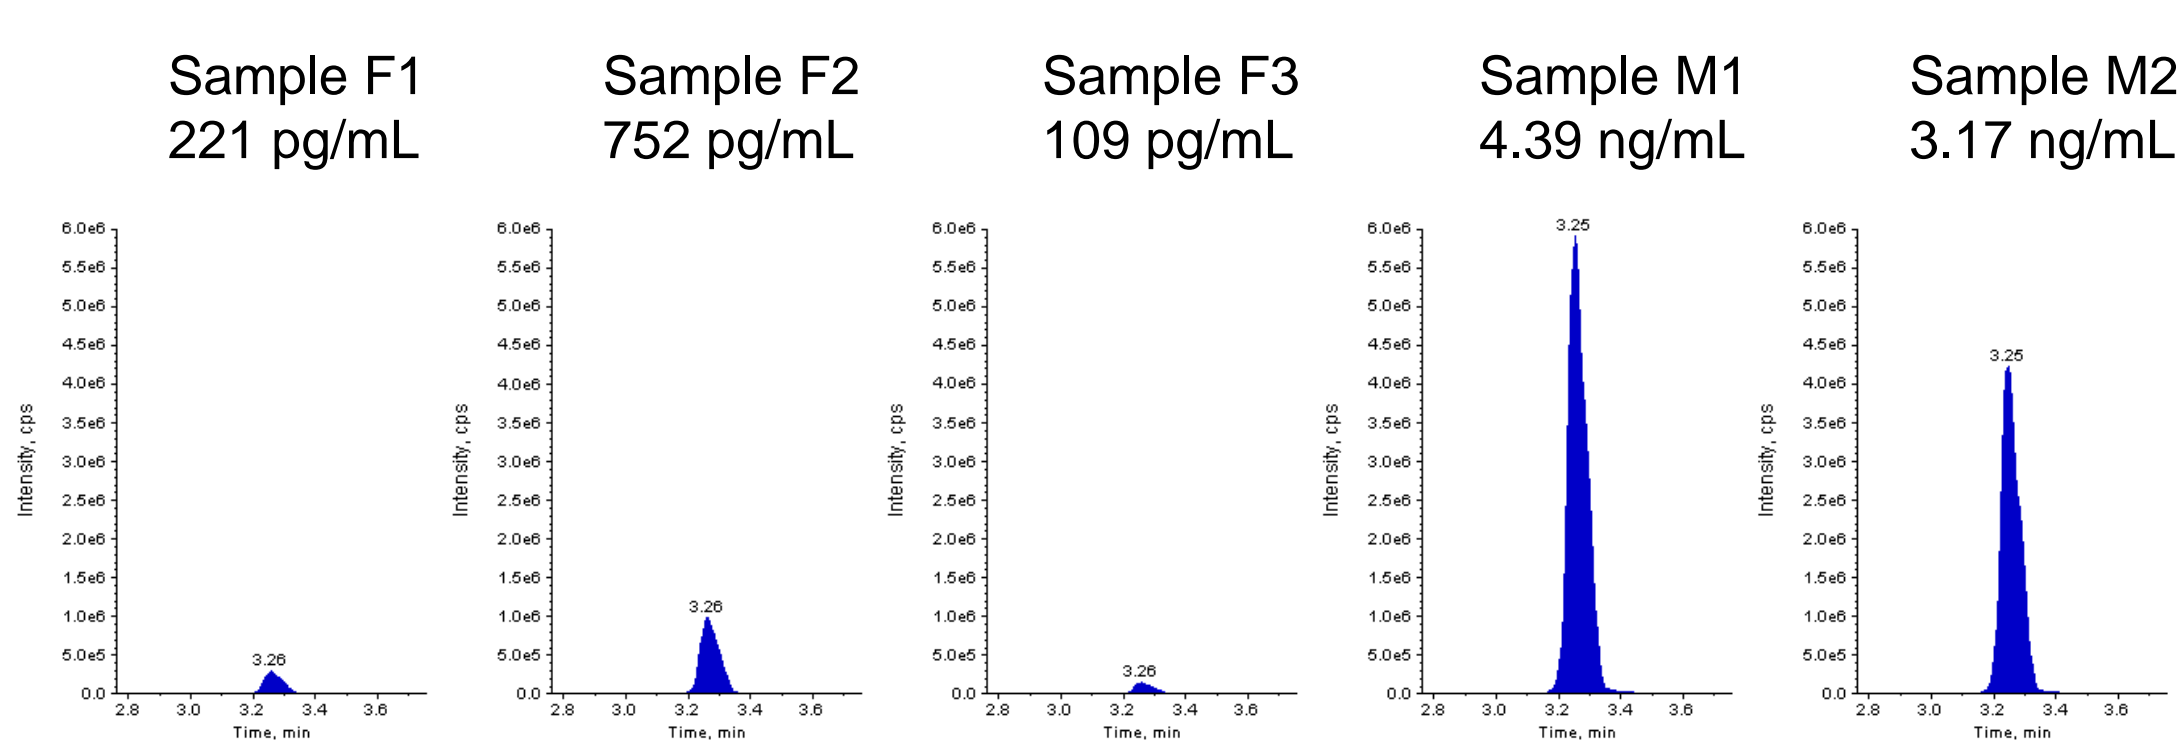 Sample F1
221 pg/mL
Sample F2
752 pg/mL
Sample F3
109 pg/mL
Sample M1
4.39 ng/mL
Sample M2
3.17 ng/mL
Intensity, cps
6.0e6
5.5e6
5.0e6
4.5e6
4.0e6
3.5e6
3.0e6
2.5e6
2.0e6
1.5e6
1.0e6
5.0e5
0.0
3.26
2.8 3.0 3.2 3.4 3.6
Time, min
Intensity, cps
6.0e6
5.5e6
5.0e6
4.5e6
4.0e6
3.5e6
3.0e6
2.5e6
2.0e6
1.5e6
1.0e6
5.0e5
0.0
3.26
2.8 3.0 3.2 3.4 3.6
Time, min
Intensity, cps
6.0e6
5.5e6
5.0e6
4.5e6
4.0e6
3.5e6
3.0e6
2.5e6
2.0e6
1.5e6
1.0e6
5.0e5
0.0
3.26
2.8 3.0 3.2 3.4 3.6
Time, min
Intensity, cps
6.0e6
5.5e6
5.0e6
4.5e6
4.0e6
3.5e6
3.0e6
2.5e6
2.0e6
1.5e6
1.0e6
5.0e5
0.0
3.25
2.8 3.0 3.2 3.4 3.6
Time, min
Intensity, cps
6.0e6
5.5e6
5.0e6
4.5e6
4.0e6
3.5e6
3.0e6
2.5e6
2.0e6
1.5e6
1.0e6
5.0e5
0.0
3.25
2.8 3.0 3.2 3.4 3.6
Time, min